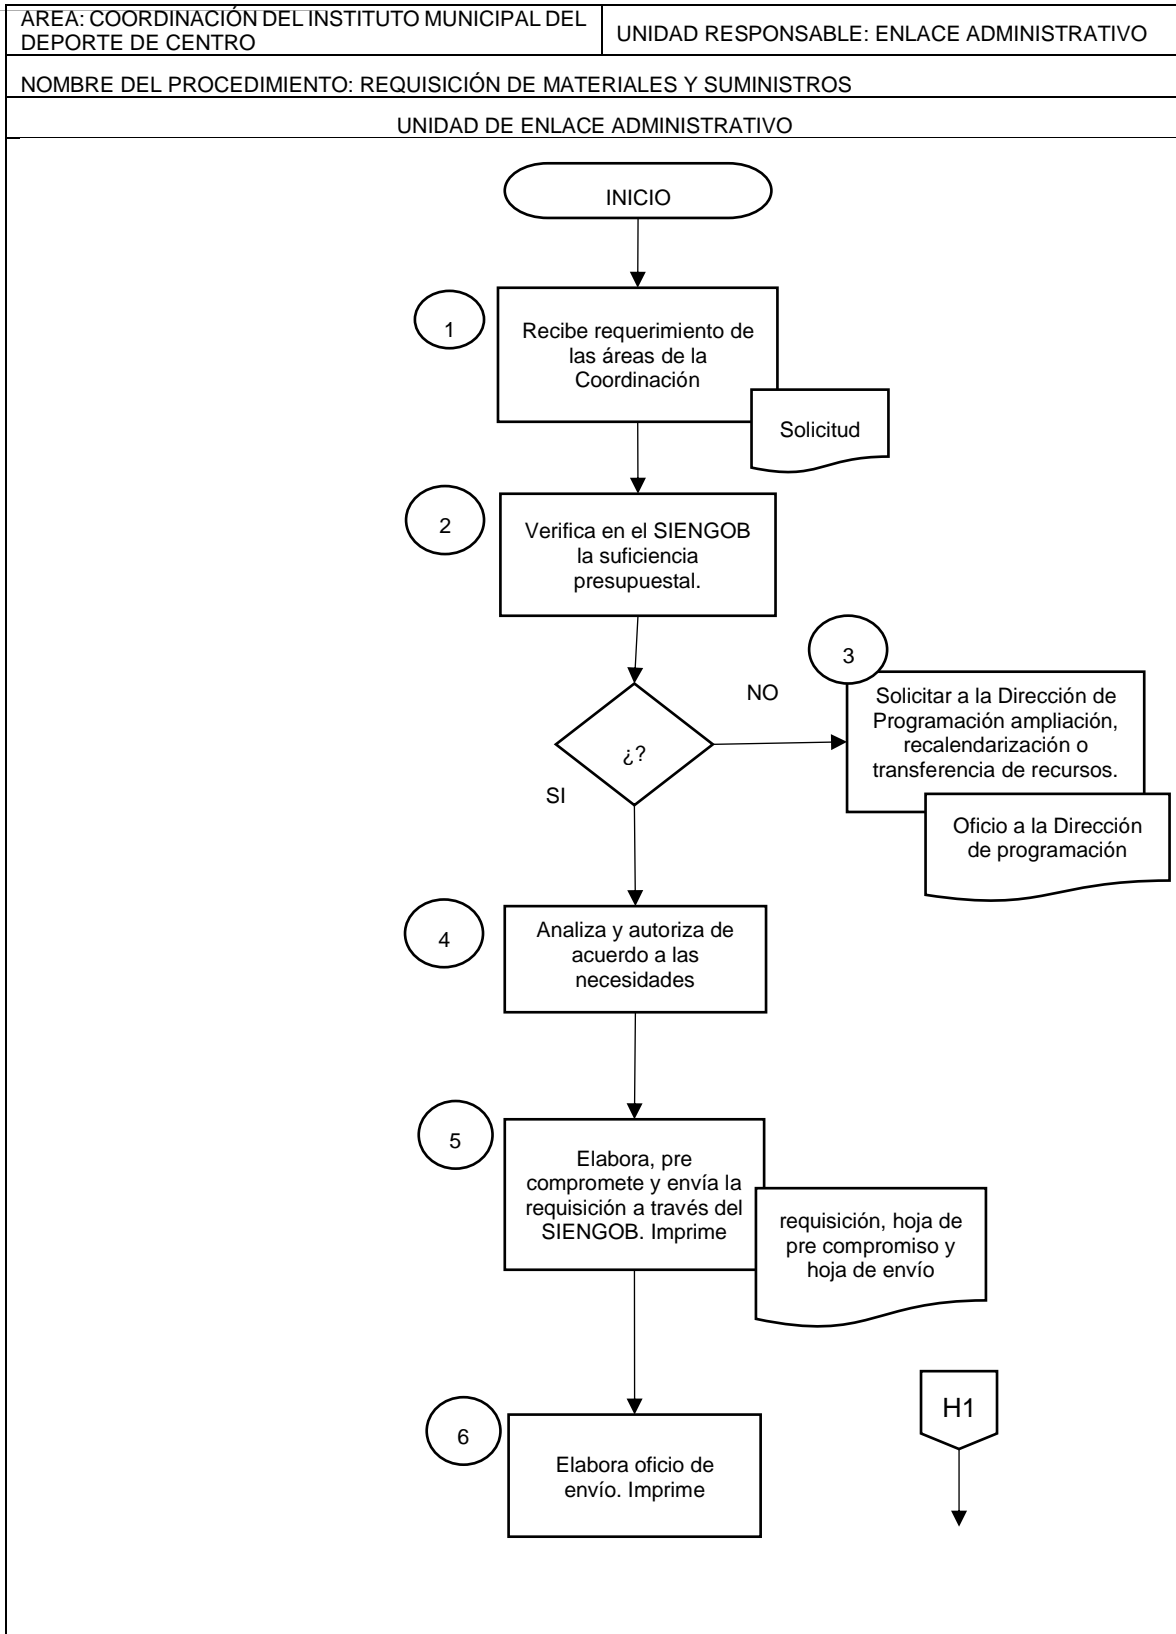 AREA: COORDINACIÓN DEL INSTITUTO MUNICIPAL DEL
DEPORTE DE CENTRO
UNIDAD RESPONSABLE: ENLACE ADMINISTRATIVO
NOMBRE DEL PROCEDIMIENTO: REQUISICIÓN DE MATERIALES Y SUMINISTROS
UNIDAD DE ENLACE ADMINISTRATIVO
INICIO
1
Recibe requerimiento de
las áreas de la
Coordinación
Solicitud
2
Verifica en el SIENGOB
la suficiencia
presupuestal.
¿?
NO
SI
3
Solicitar a la Dirección de
Programación ampliación,
recalendarización o
transferencia de recursos.
Oficio a la Dirección
de programación
4
Analiza y autoriza de
acuerdo a las
necesidades
5
Elabora, pre
compromete y envía la
requisición a través del
SIENGOB. Imprime
requisición, hoja de
pre compromiso y
hoja de envío
6
Elabora oficio de
envío. Imprime
H1